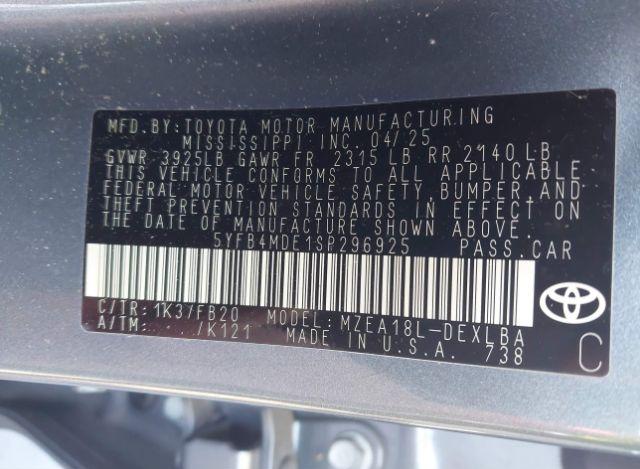 MFD.BY:TOYOTA MOTOR MANUFACTURING
MISSISSIPPI INC. 04/25
GVWR 3925LB GAWR FR 2315 LB RR 2140 LB
THIS VEHICLE CONFORMS TO ALL APPLICABLE
FEDERAL MOTOR VEHICLE SAFETY, BUMPER, AND
THEFT PREVENTION STANDARDS IN EFFECT ON
THE DATE OF MANUFACTURE SHOWN ABOVE.
5YFB4MDE1SP296925 PASS.CAR
C/TR: 1K3/FB20 MODEL: MZEA18L-DEXLBA
A/TM: /K121 MADE IN U.S.A. 738
C